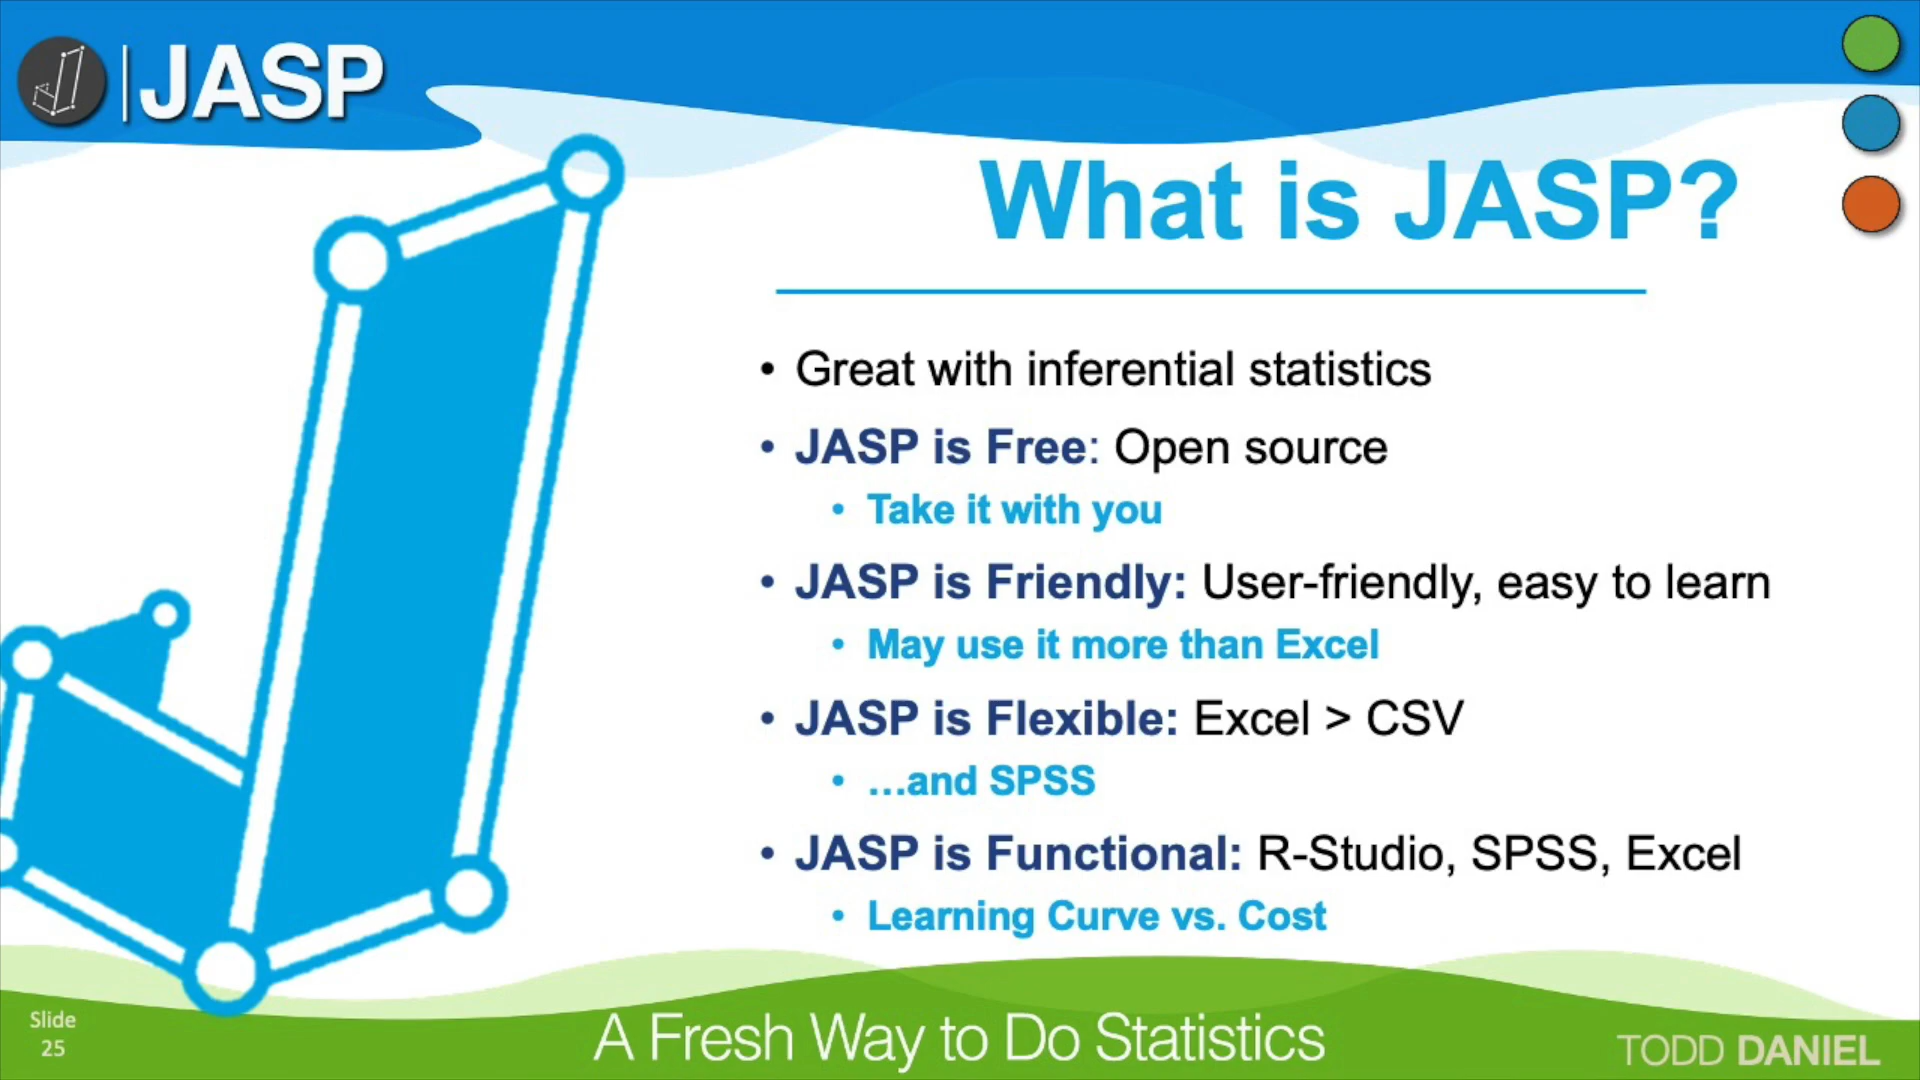 JASP
What is JASP?
• Great with inferential statistics
• JASP is Free: Open source
• Take it with you
• JASP is Friendly: User-friendly, easy to learn
• May use it more than Excel
• JASP is Flexible: Excel > CSV
• ...and SPSS
• JASP is Functional: R-Studio, SPSS, Excel
• Learning Curve vs. Cost
Slide
25
A Fresh Way to Do Statistics
TODD DANIEL